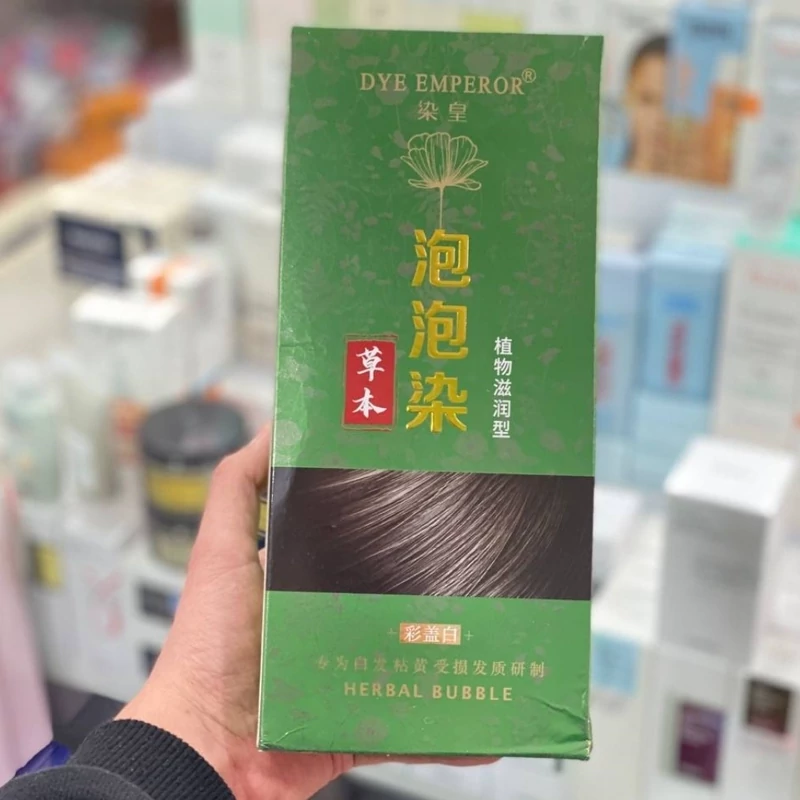 DYE EMPEROR®
染皇
泡泡染
草本
植物滋润型
彩盖白
专为白发粘黄受损发质研制
HERBAL BUBBLE